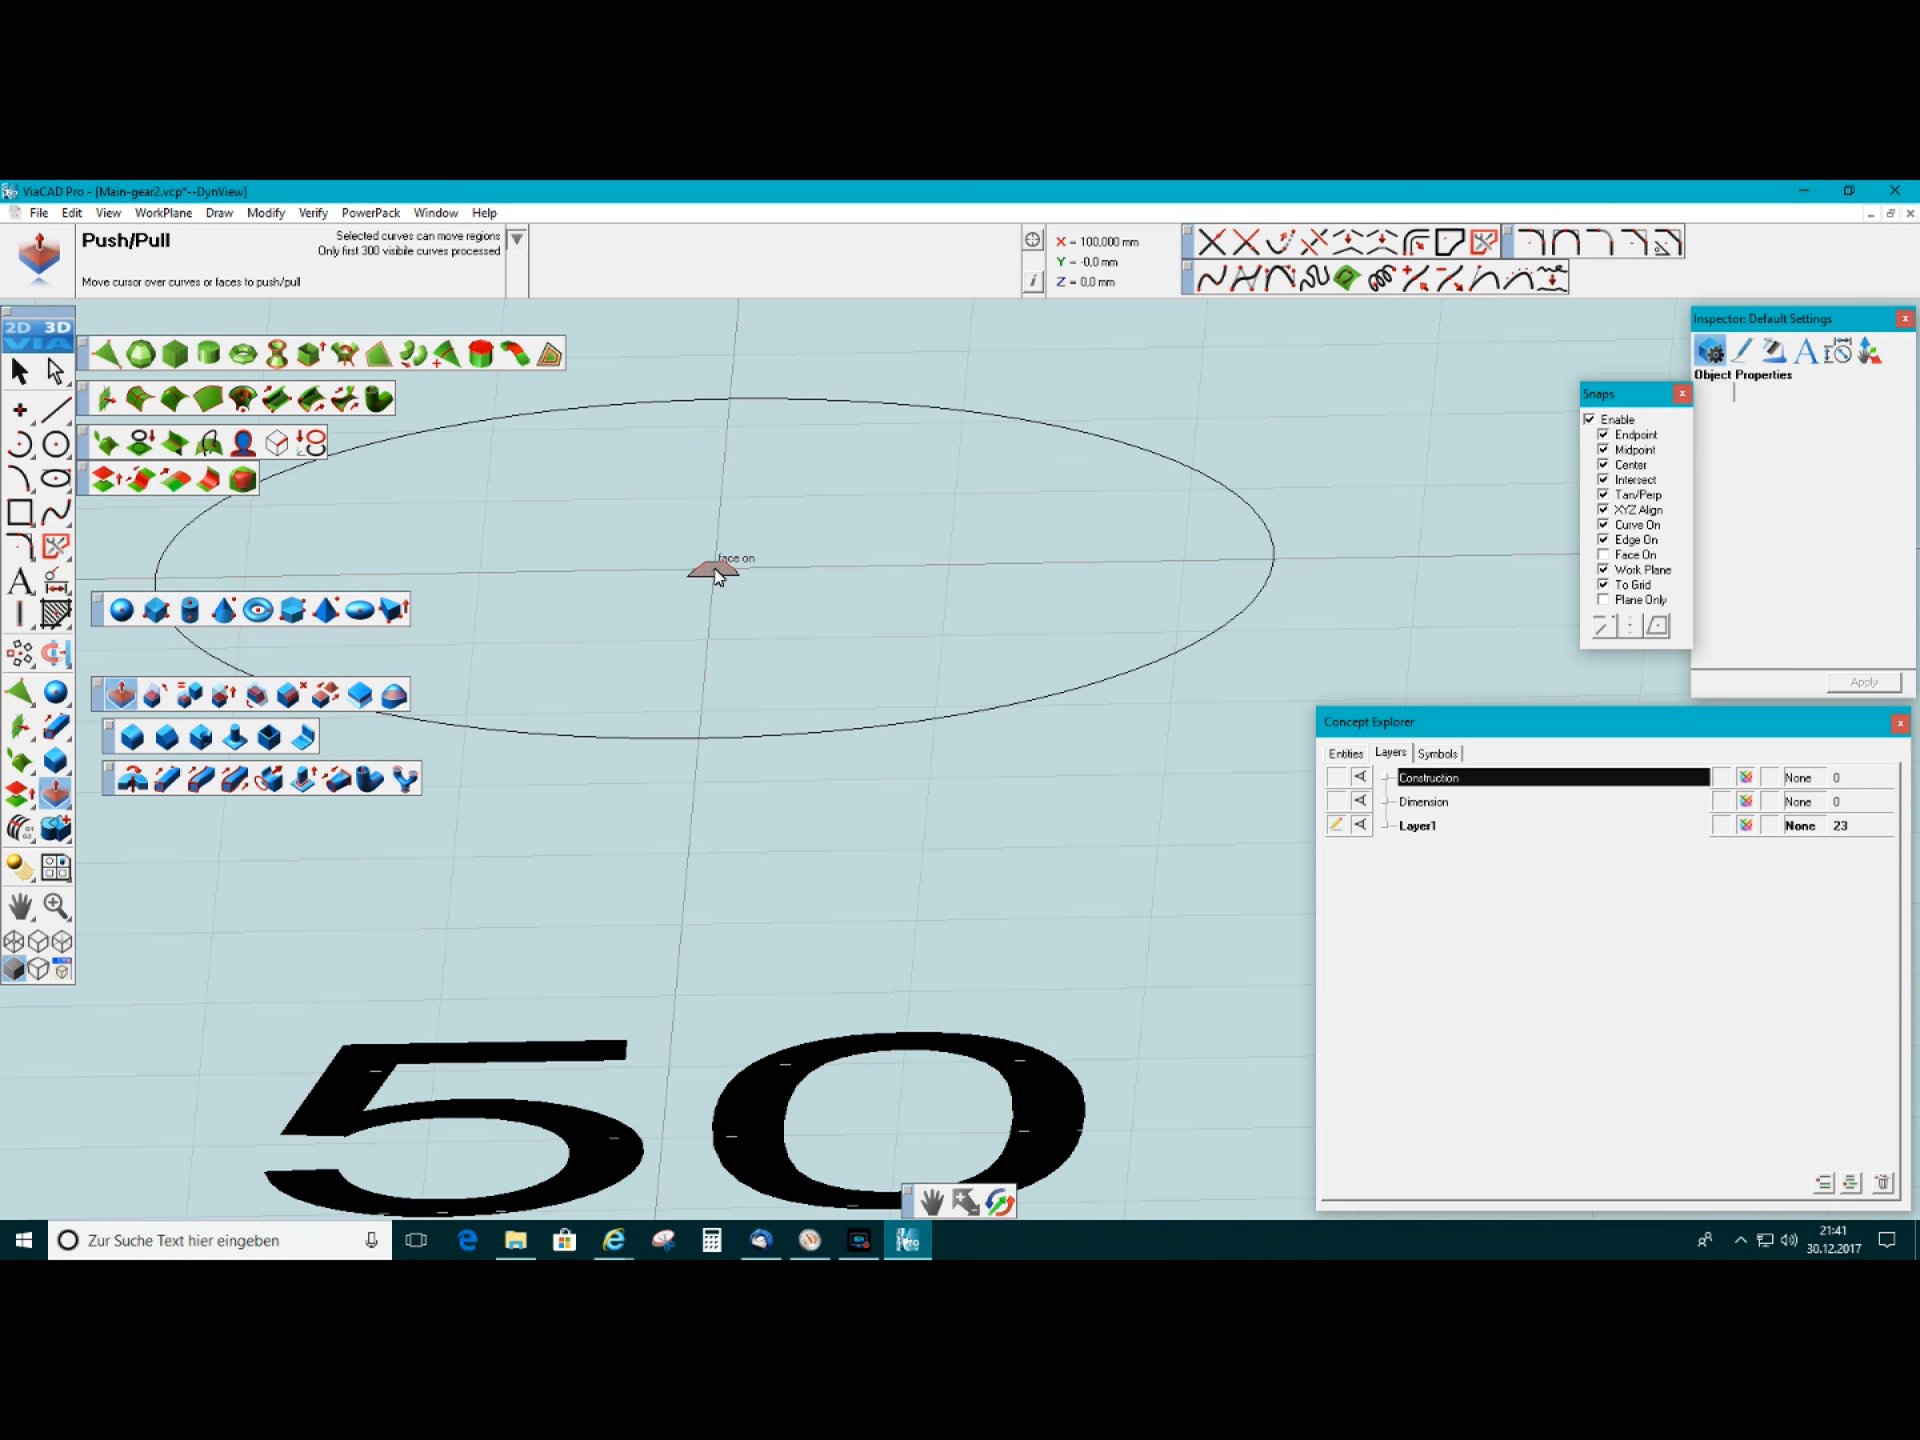 ViaCAD Pro - [Main-gear2.vcp*--DynView]
File Edit View WorkPlane Draw Modify Verify PowerPack Window Help
Push/Pull
Selected curves can move regions
Only first 300 visibile curves processed
Move cursor over curves or faces to push/pull
X = 100,000 mm
Y = -0,0 mm
Z = 0,0 mm
2D 3D
VIA
Inspector: Default Settings
Object Properties
Apply
Snaps
Enable
Endpoint
Midpoint
Center
Intersect
Tan/Perp
XYZ Align
Curve On
Edge On
Face On
Work Plane
To Grid
Plane Only
face on
Concept Explorer
Entities Layers Symbols
Construction None 0
Dimension None 0
Layer1 None 23
50
Zur Suche Text hier eingeben
21:41
30.12.2017